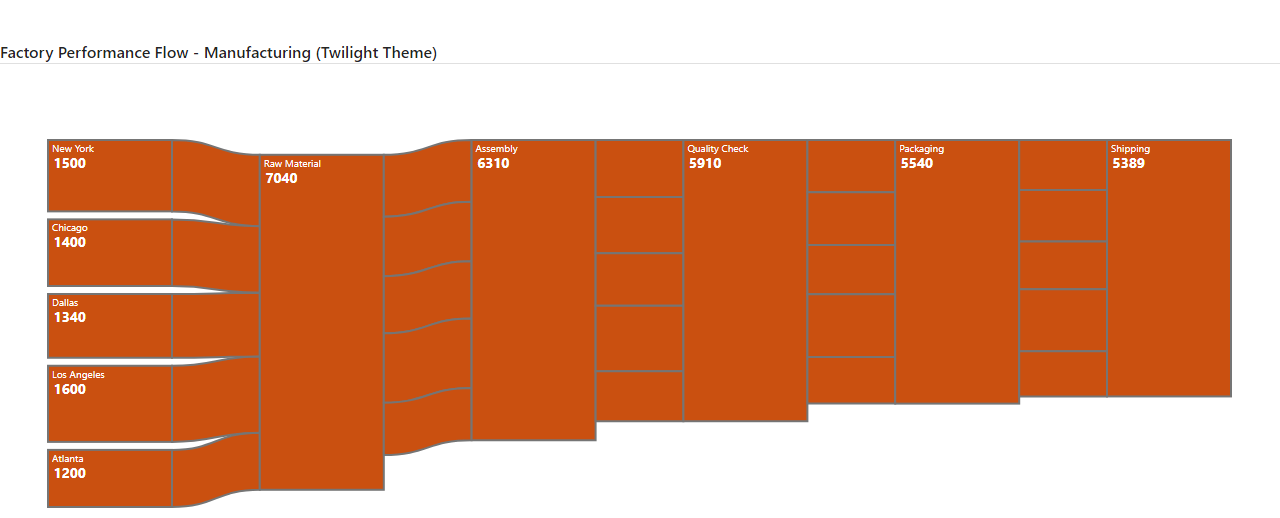 Factory Performance Flow - Manufacturing (Twilight Theme)
New York
1500
Chicago
1400
Dallas
1340
Los Angeles
1600
Atlanta
1200
Raw Material
7040
Assembly
6310
Quality Check
5910
Packaging
5540
Shipping
5389